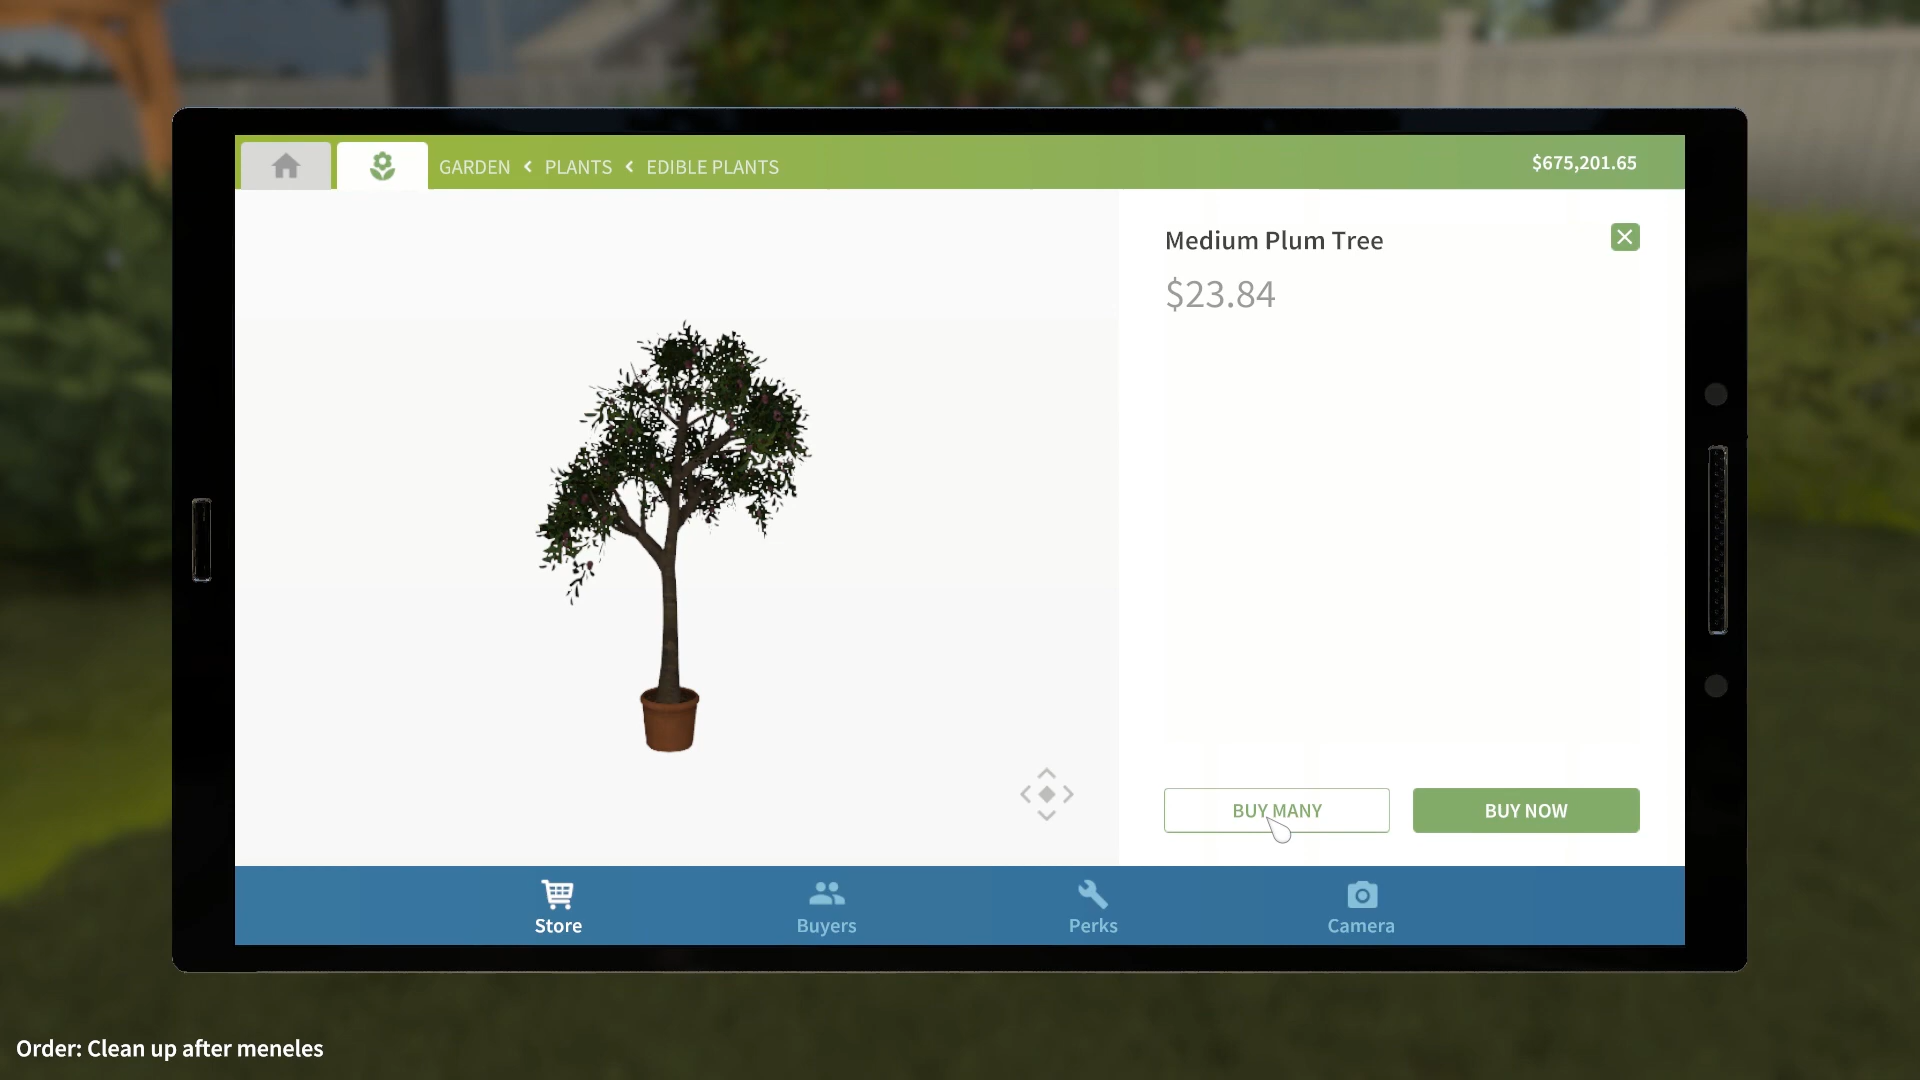 GARDEN < PLANTS < EDIBLE PLANTS
$675,201.65
Medium Plum Tree
$23.84
BUY MANY
BUY NOW
Store
Buyers
Perks
Camera
Order: Clean up after meneles